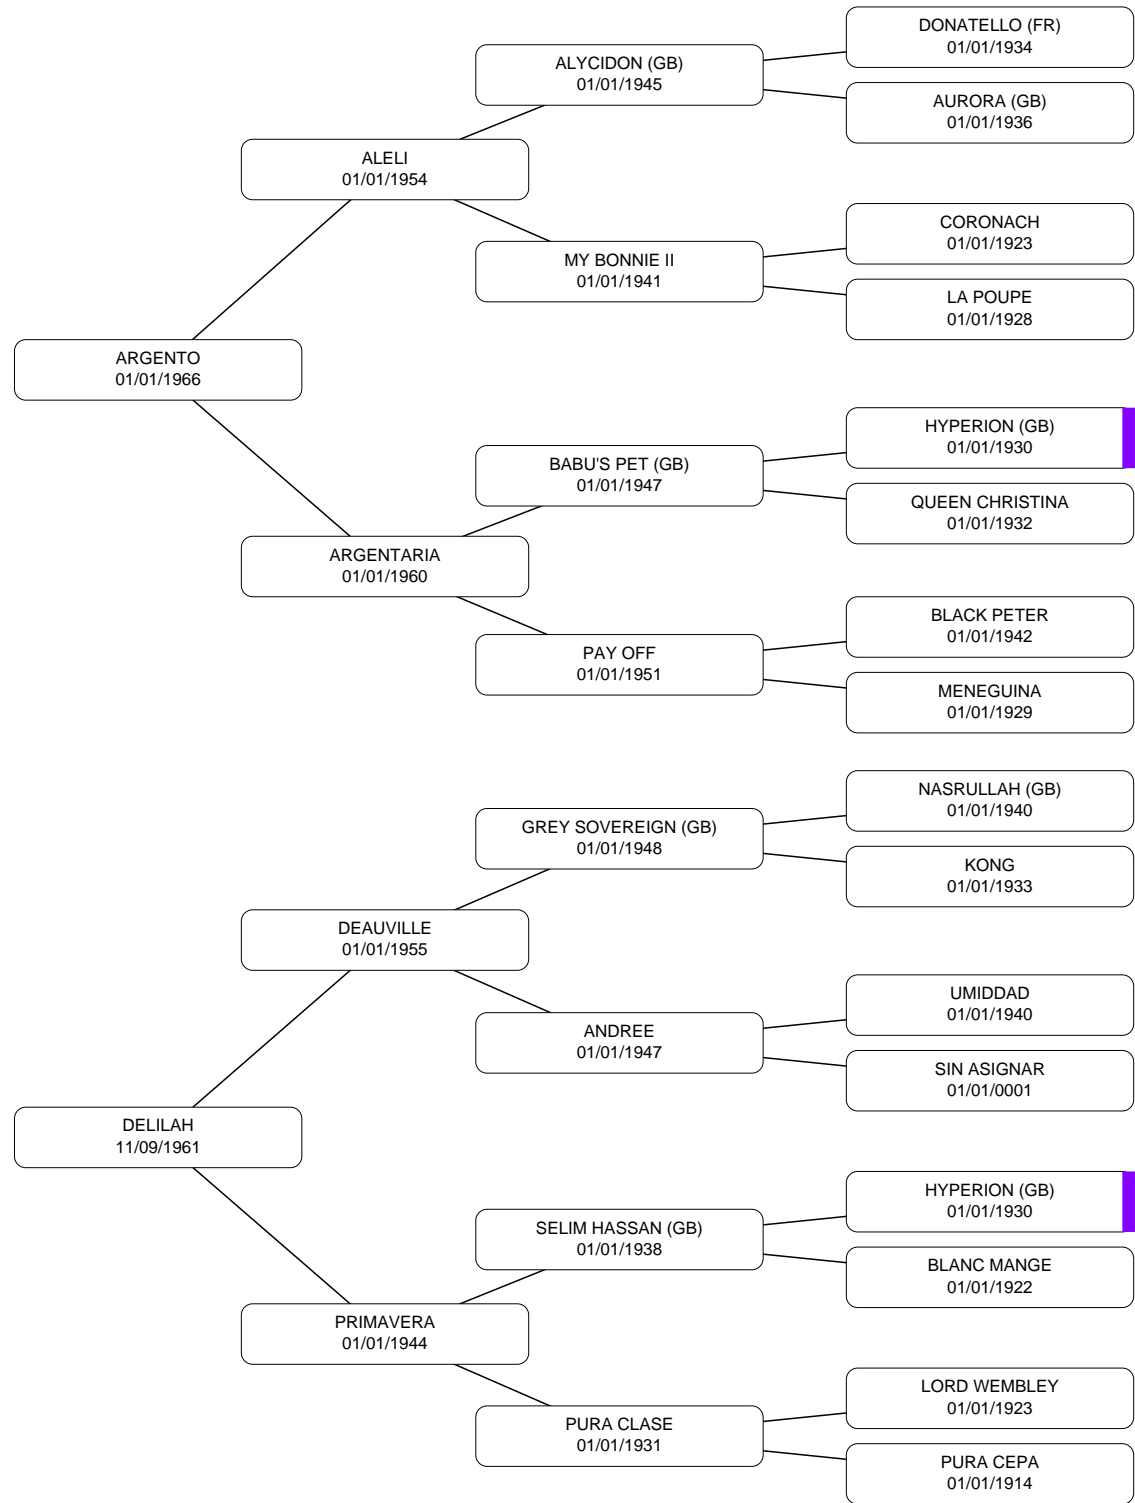 DONATELLO (FR)
01/01/1934
ALYCIDON (GB)
01/01/1945
AURORA (GB)
01/01/1936
ALELI
01/01/1954
CORONACH
01/01/1923
MY BONNIE II
01/01/1941
LA POUPE
01/01/1928
ARGENTO
01/01/1966
HYPERION (GB)
01/01/1930
BABU'S PET (GB)
01/01/1947
QUEEN CHRISTINA
01/01/1932
ARGENTARIA
01/01/1960
BLACK PETER
01/01/1942
PAY OFF
01/01/1951
MENEGUINA
01/01/1929
NASRULLAH (GB)
01/01/1940
GREY SOVEREIGN (GB)
01/01/1948
KONG
01/01/1933
DEAUVILLE
01/01/1955
UMIDDAD
01/01/1940
ANDREE
01/01/1947
SIN ASIGNAR
01/01/0001
DELILAH
11/09/1961
HYPERION (GB)
01/01/1930
SELIM HASSAN (GB)
01/01/1938
BLANC MANGE
01/01/1922
PRIMAVERA
01/01/1944
LORD WEMBLEY
01/01/1923
PURA CLASE
01/01/1931
PURA CEPA
01/01/1914